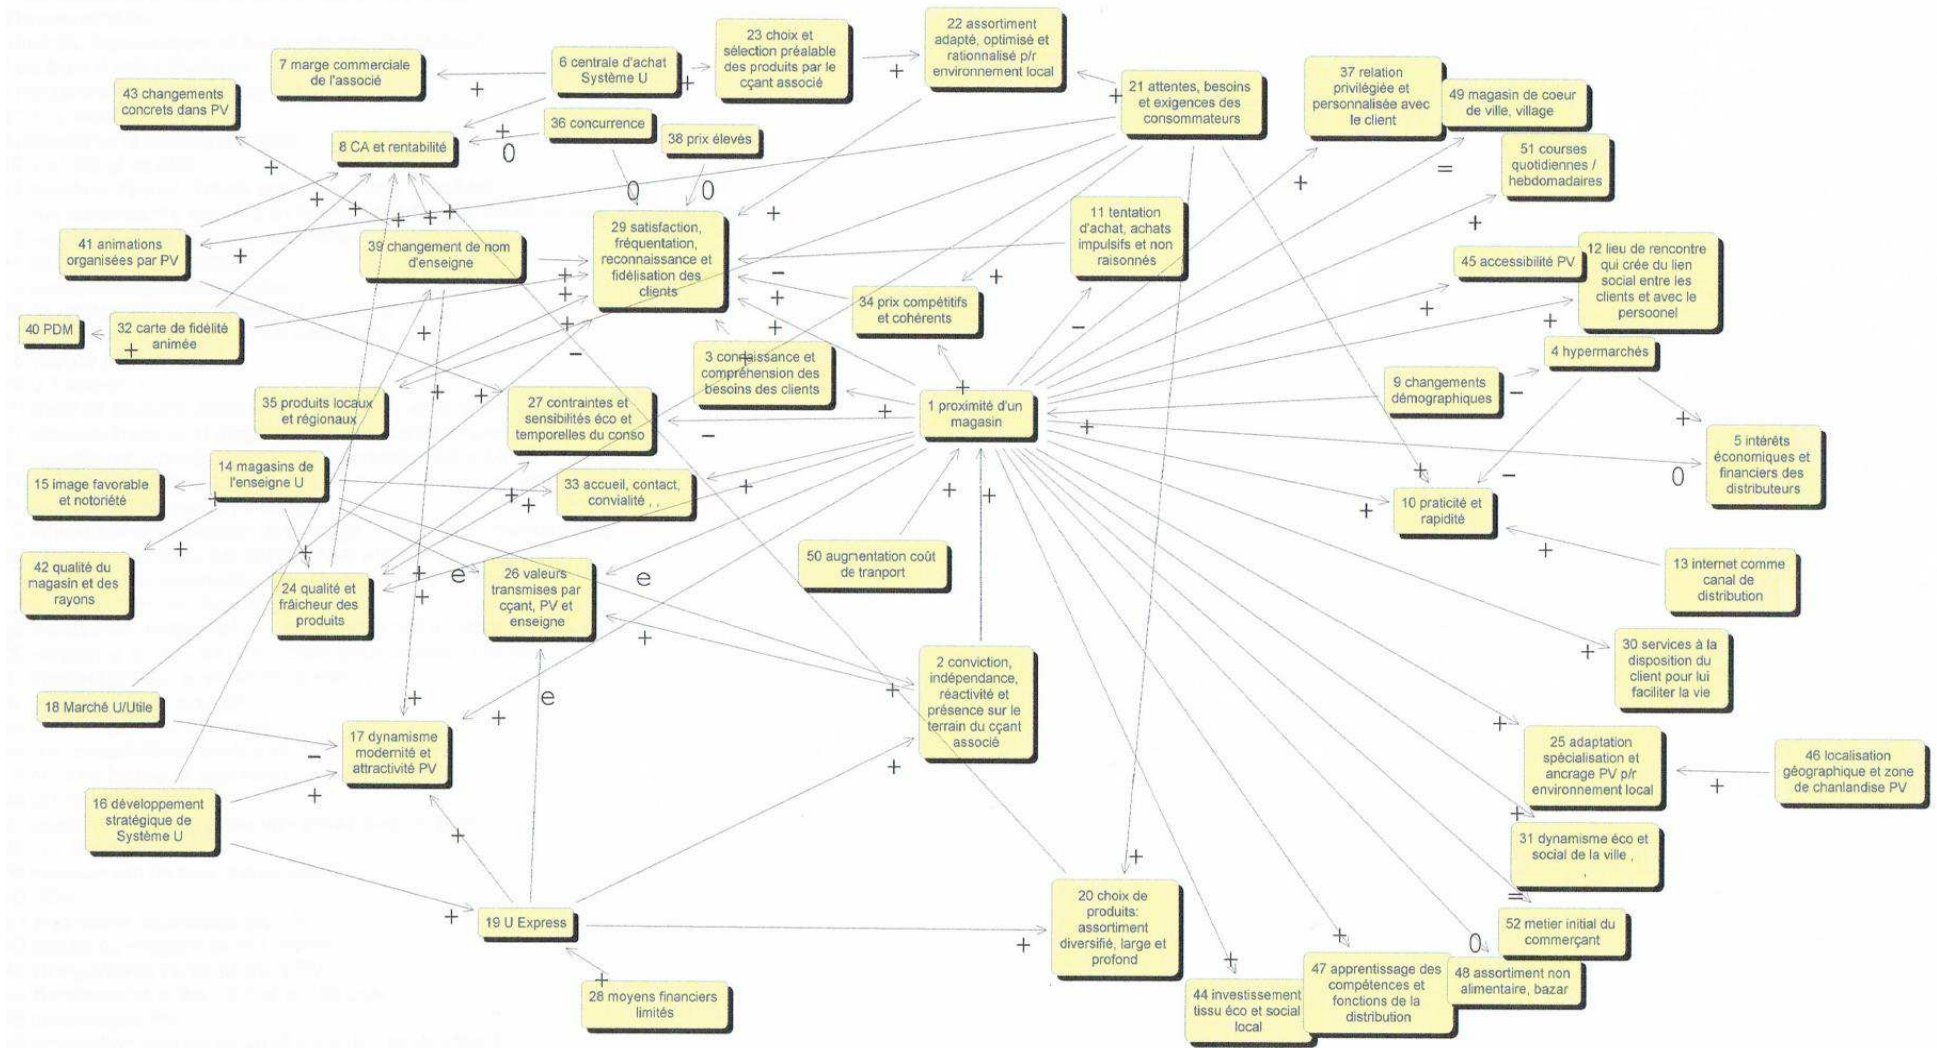 22 assortiment
adapté, optimisé et
rationnalisé p/r
environnement local
23 choix et
sélection préalable
des produits par le
cçant associé
6 centrale d'achat
Système U
7 marge commerciale
de l'associé
37 relation
privilégiée et
personnalisée avec
le client
21 attentes, besoins
et exigences des
consommateurs
49 magasin de coeur
de ville, village
43 changements
concrets dans PV
36 concurrence
38 prix élevés
8 CA et rentabilité
51 courses
quotidiennes /
hebdomadaires
11 tentation
d'achat, achats
impulsifs et non
raisonnés
29 satisfaction,
fréquentation,
reconnaissance et
fidélisation des
clients
41 animations
organisées par PV
39 changement de nom
d'enseigne
45 accessibilité PV
12 lieu de rencontre
qui crée du lien
social entre les
clients et avec le
persoonel
34 prix compétitifs
et cohérents
40 PDM
32 carte de fidélité
animée
3 connaissance et
compréhension des
besoins des clients
4 hypermarchés
9 changements
démographiques
35 produits locaux
et régionaux
27 contraintes et
sensibilités éco et
temporelles du conso
1 proximité d'un
magasin
5 intérêts
économiques et
financiers des
distributeurs
14 magasins de
l'enseigne U
15 image favorable
et notoriété
33 accueil, contact,
convialité , ,
10 praticité et
rapidité
50 augmentation coût
de tranport
13 internet comme
canal de
distribution
42 qualité du
magasin et des
rayons
24 qualité et
frâicheur des
produits
26 valeurs
transmises par
cçant, PV et
enseigne
30 services à la
disposition du
client pour lui
faciliter la vie
2 conviction,
indépendance,
réactivité et
présence sur le
terrain du cçant
associé
18 Marché U/Utile
17 dynamisme
modernité et
attractivité PV
25 adaptation
spécialisation et
ancrage PV p/r
environnement local
46 localisation
géographique et zone
de chanlandise PV
16 développement
stratégique de
Système U
31 dynamisme éco et
social de la ville ,
19 U Express
20 choix de
produits:
assortiment
diversifié, large et
profond
52 metier initial du
commerçant
28 moyens financiers
limités
44 investissement
tissu éco et social
local
47 apprentissage des
compétences et
fonctions de la
distribution
48 assortiment non
alimentaire, bazar